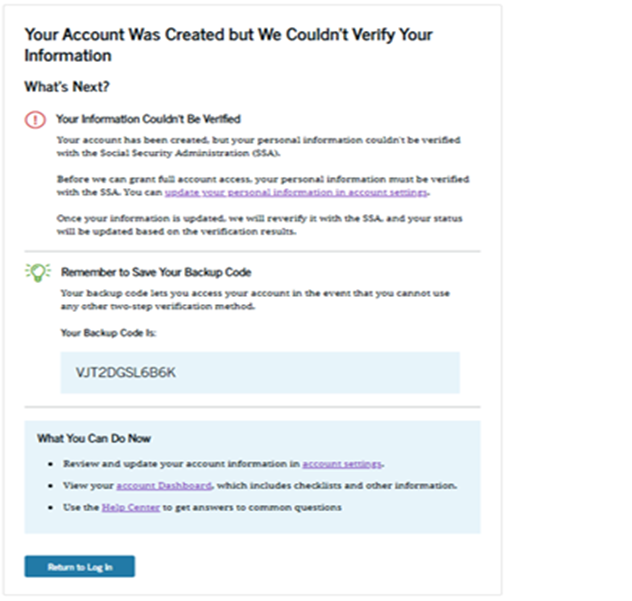 Your Account Was Created but We Couldn't Verify Your
Information
What's Next?
Your Information Couldn't Be Verified
Your account has been created, but your personal information couldn't be verified
with the Social Security Administration (SSA).
Before we can grant full account access, your personal information must be verified
with the SSA. You can update your personal information in account settings.
Once your information is updated, we will reverify it with the SSA, and your status
will be updated based on the verification results.
Remember to Save Your Backup Code
Your backup code lets you access your account in the event that you cannot use
any other two-step verification method.
Your Backup Code Is:
VJT2DGSL6B6K
What You Can Do Now
• Review and update your account information in account settings.
• View your account Dashboard, which includes checklists and other information.
• Use the Help Center to get answers to common questions
Return to Log In